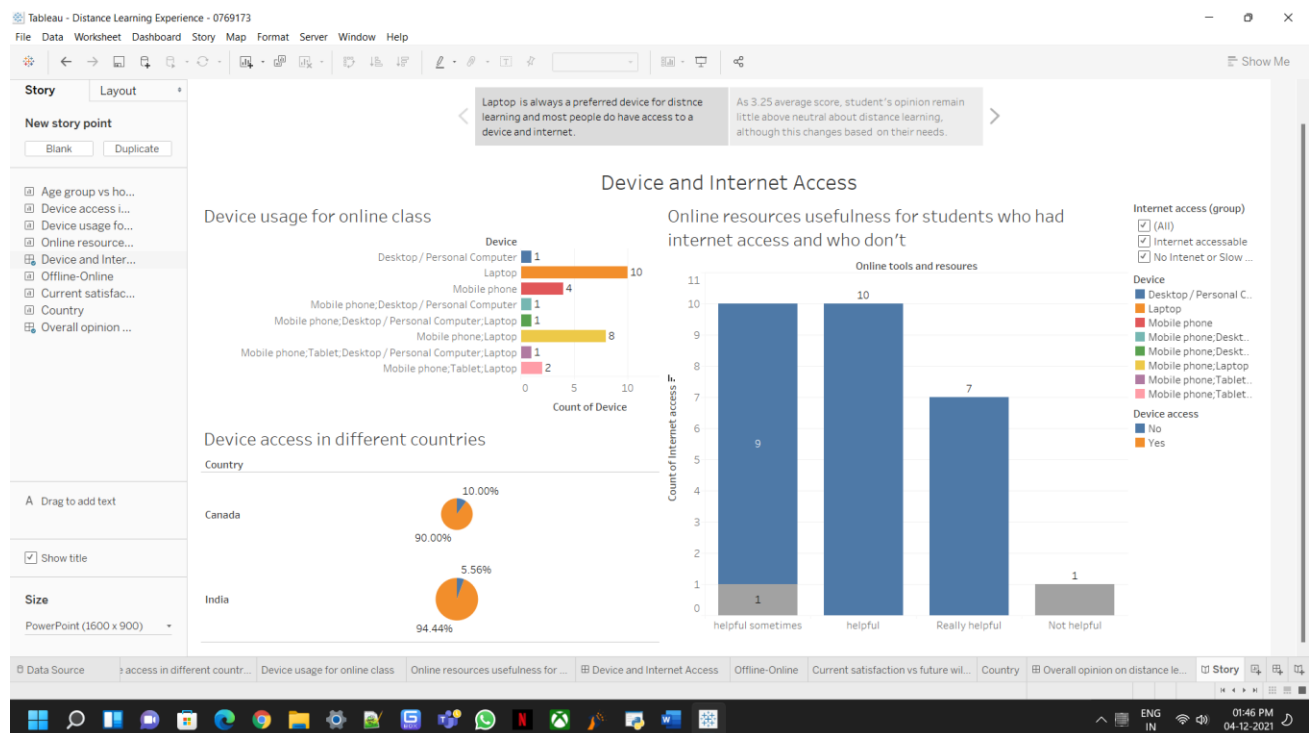 Tableau - Distance Learning Experience - 0769173
File Data Worksheet Dashboard Story Map Format Server Window Help
Show Me
Story Layout
New story point
Blank Duplicate
Age group vs ho...
Device access i...
Device usage fo...
Online resource...
Device and Inter...
Offline-Online
Current satisfac...
Country
Overall opinion ...
A Drag to add text
Show title
Size
PowerPoint (1600 x 900)
Laptop is always a preferred device for distnce
learning and most people do have access to a
device and internet.
As 3.25 average score, student's opinion remain
little above neutral about distance learning,
although this changes based on their needs.
Device and Internet Access
Device usage for online class
Device
Desktop / Personal Computer 1
Laptop 10
Mobile phone 4
Mobile phone;Desktop / Personal Computer 1
Mobile phone;Desktop / Personal Computer;Laptop 1
Mobile phone;Laptop 8
Mobile phone;Tablet;Desktop / Personal Computer;Laptop 1
Mobile phone;Tablet;Laptop 2
0 5 10
Count of Device
Device access in different countries
Country
Canada
10.00%
90.00%
India
5.56%
94.44%
Online resources usefulness for students who had
internet access and who don't
Online tools and resoures
Count of Internet access
11
10
9
8
7
6
5
4
3
2
1
0
10
7
9
1
1
helpful sometimes helpful Really helpful Not helpful
Internet access (group)
(All)
Internet accessable
No Intenet or Slow ...
Device
Desktop / Personal C..
Laptop
Mobile phone
Mobile phone;Deskt..
Mobile phone;Deskt..
Mobile phone;Laptop
Mobile phone;Tablet..
Mobile phone;Tablet..
Device access
No
Yes
Data Source e access in different countr... Device usage for online class Online resources usefulness for ... Device and Internet Access Offline-Online Current satisfaction vs future wil... Country Overall opinion on distance le... Story
ENG
IN
01:46 PM
04-12-2021